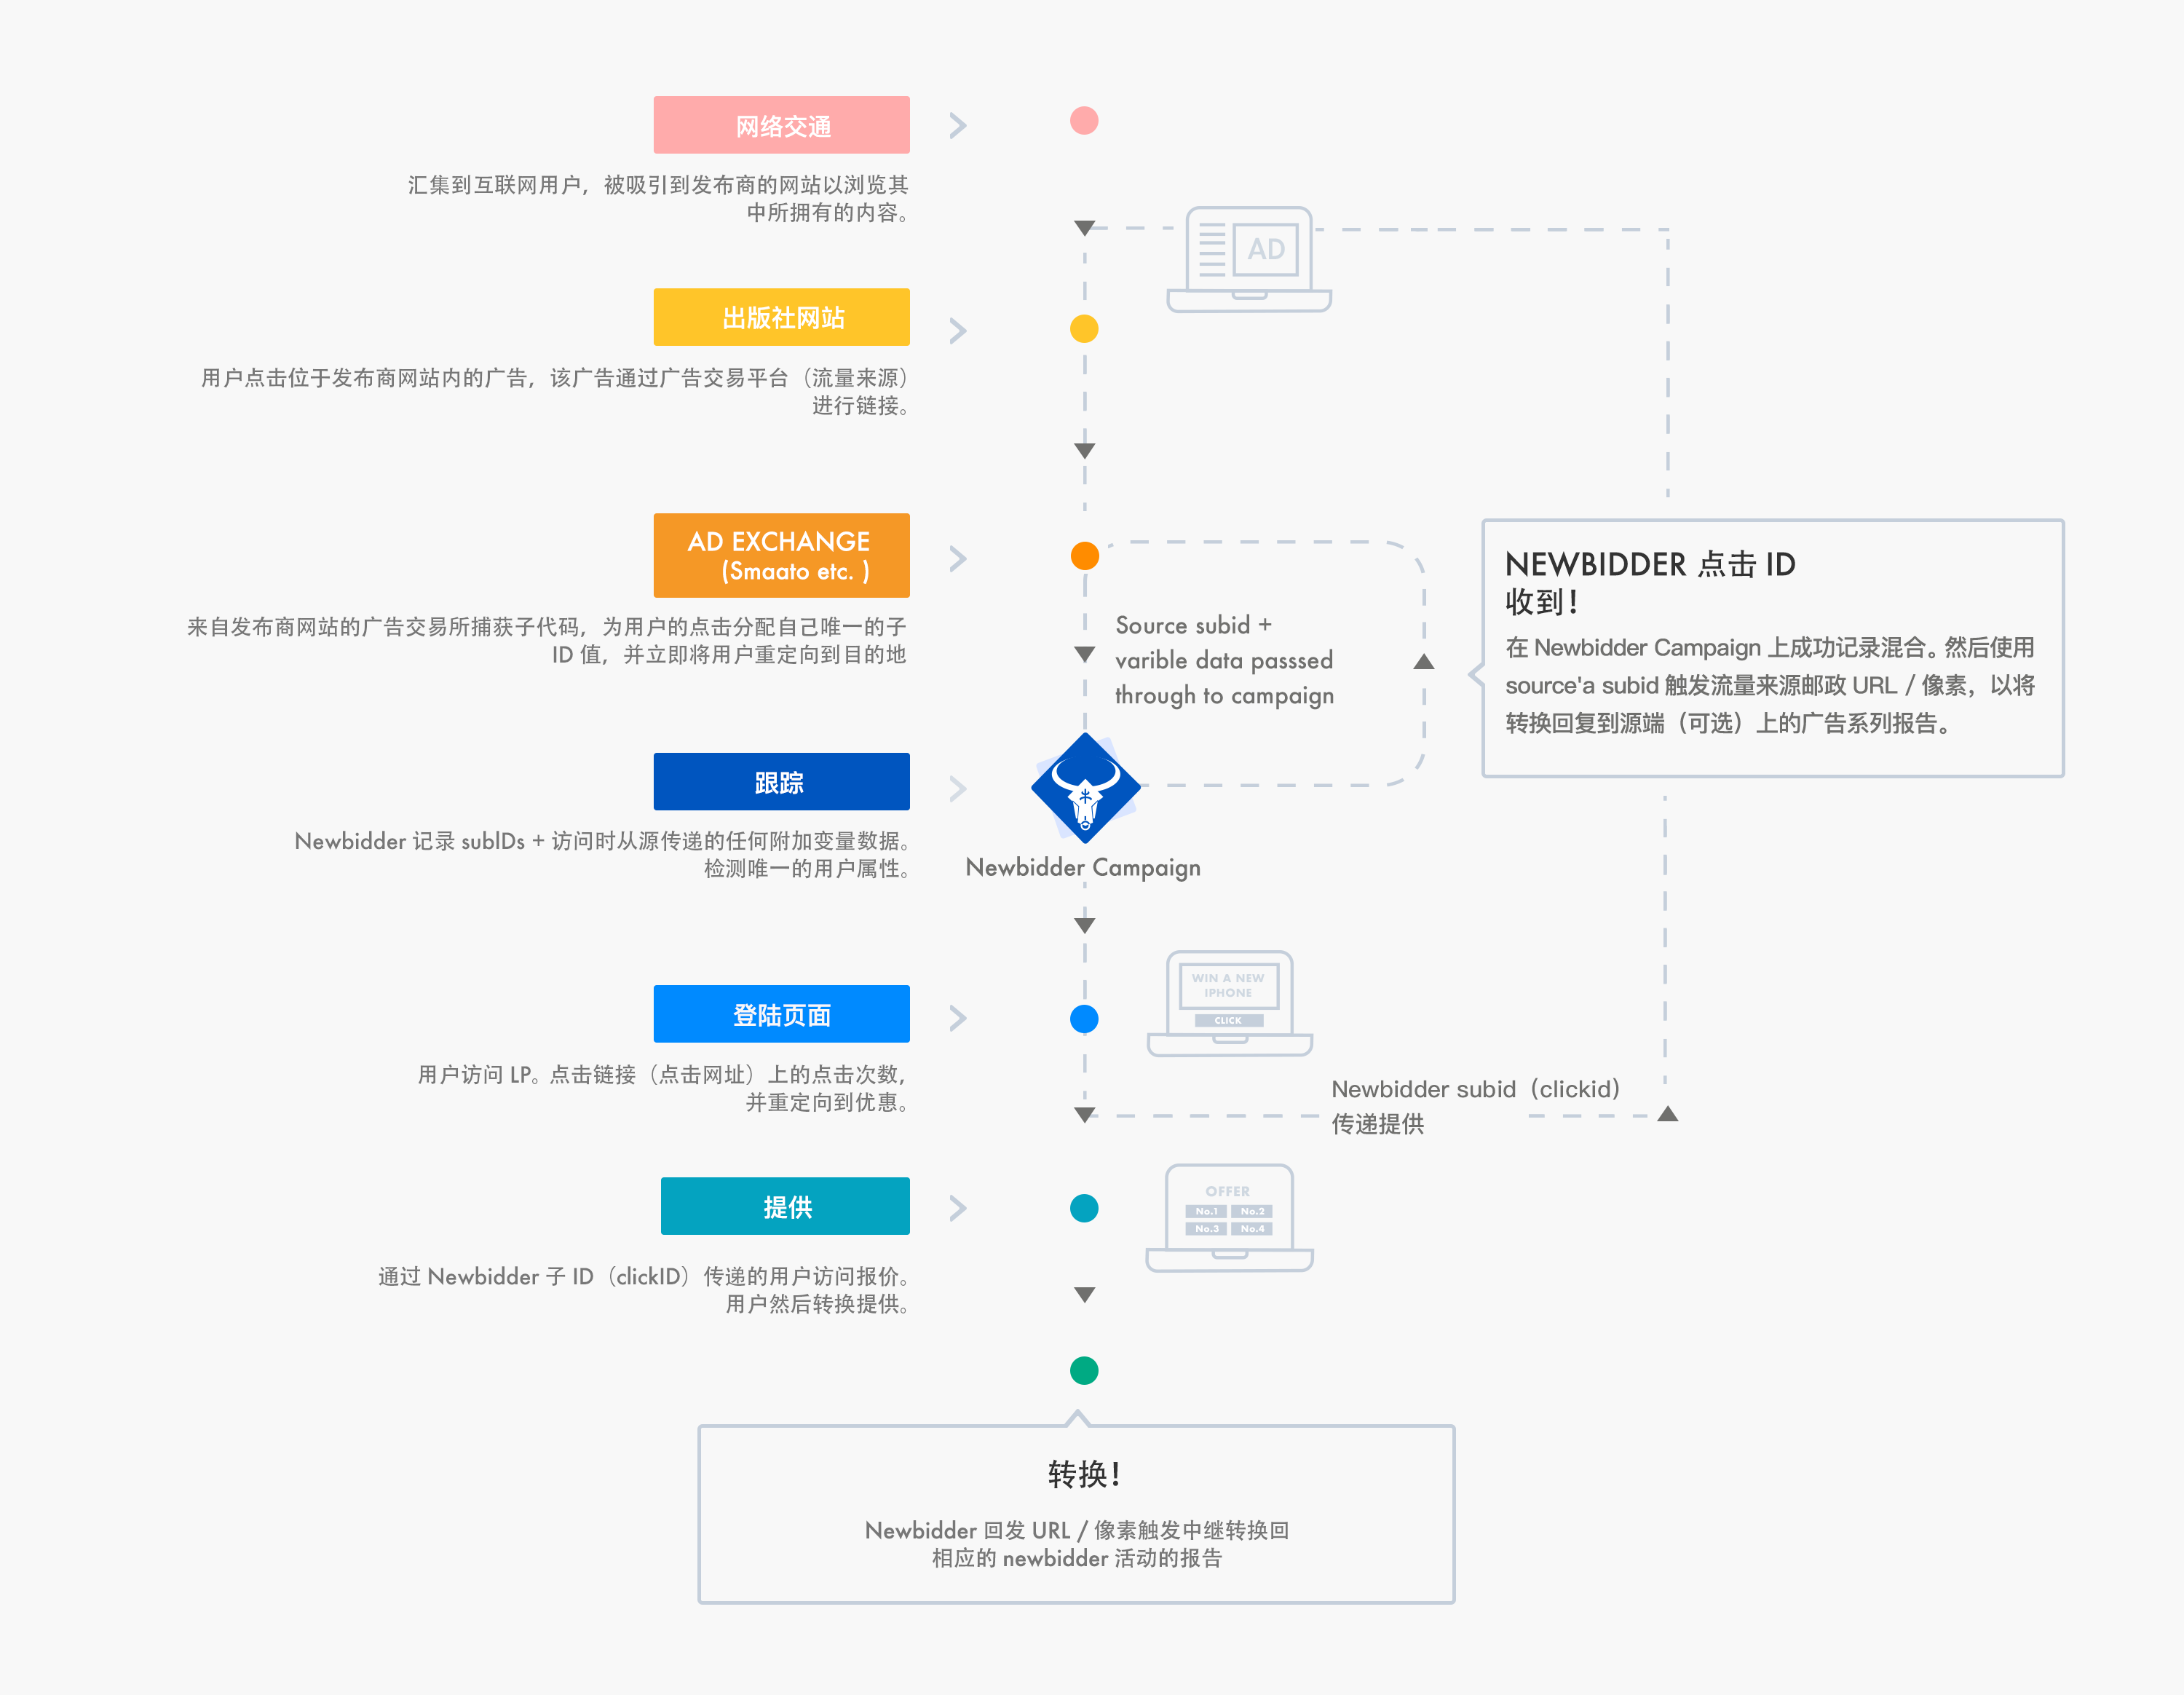 网络交通
汇集到互联网用户，被吸引到发布商的网站以浏览其
中所拥有的内容。
AD
出版社网站
用户点击位于发布商网站内的广告，该广告通过广告交易平台（流量来源）
进行链接。
AD EXCHANGE
(Smaato etc. )
来自发布商网站的广告交易所捕获子代码，为用户的点击分配自己唯一的子
ID 值，并立即将用户重定向到目的地
Source subid +
varible data passsed
through to campaign
NEWBIDDER 点击 ID
收到！
在 Newbidder Campaign 上成功记录混合。然后使用
source'a subid 触发流量来源邮政 URL / 像素，以将
转换回复到源端（可选）上的广告系列报告。
跟踪
Newbidder 记录 subIDs + 访问时从源传递的任何附加变量数据。
检测唯一的用户属性。
Newbidder Campaign
登陆页面
用户访问 LP。点击链接（点击网址）上的点击次数，
并重定向到优惠。
WIN A NEW
IPHONE
CLICK
Newbidder subid（clickid）
传递提供
提供
通过 Newbidder 子 ID（clickID）传递的用户访问报价。
用户然后转换提供。
OFFER
No.1 No.2
No.3 No.4
转换！
Newbidder 回发 URL / 像素触发中继转换回
相应的 newbidder 活动的报告